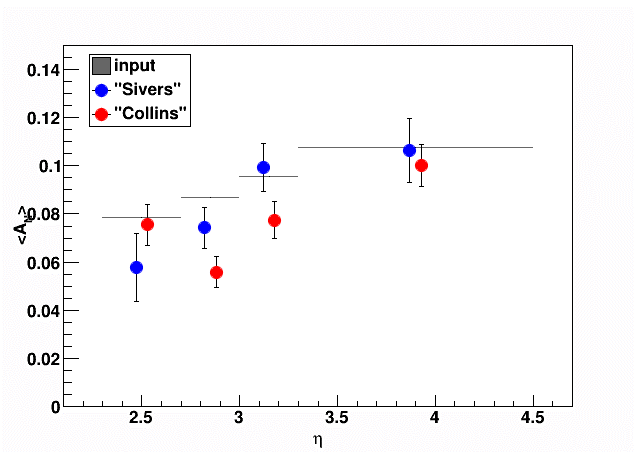 input
"Sivers"
"Collins"
<A_N>
0.14
0.12
0.1
0.08
0.06
0.04
0.02
0
2.5 3 3.5 4 4.5
η